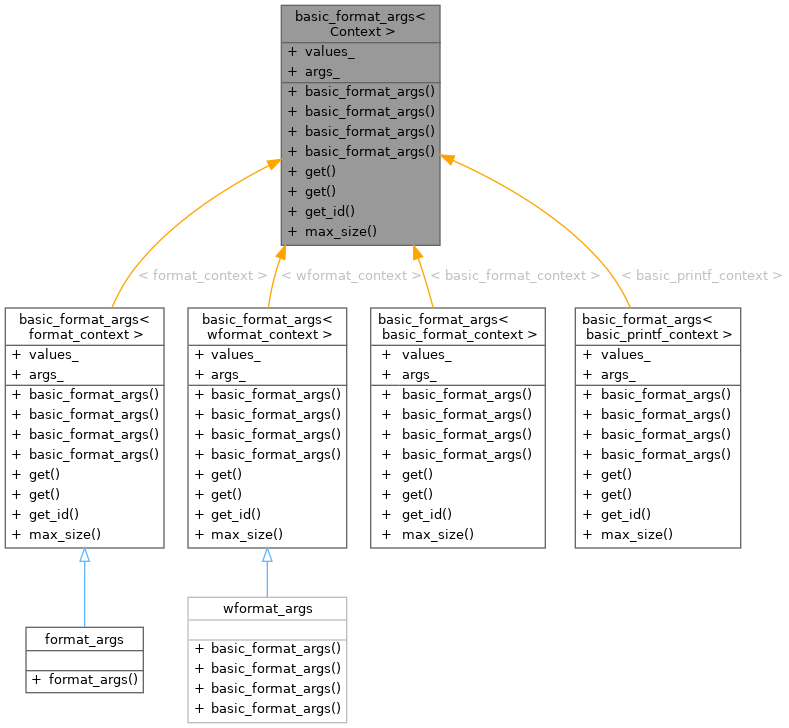 basic_format_args<
Context >
+ values_
+ args_
+ basic_format_args()
+ basic_format_args()
+ basic_format_args()
+ basic_format_args()
+ get()
+ get()
+ get_id()
+ max_size()
< format_context >
< wformat_context >
< basic_format_context >
< basic_printf_context >
basic_format_args<
format_context >
+ values_
+ args_
+ basic_format_args()
+ basic_format_args()
+ basic_format_args()
+ basic_format_args()
+ get()
+ get()
+ get_id()
+ max_size()
basic_format_args<
wformat_context >
+ values_
+ args_
+ basic_format_args()
+ basic_format_args()
+ basic_format_args()
+ basic_format_args()
+ get()
+ get()
+ get_id()
+ max_size()
basic_format_args<
basic_format_context >
+ values_
+ args_
+ basic_format_args()
+ basic_format_args()
+ basic_format_args()
+ basic_format_args()
+ get()
+ get()
+ get_id()
+ max_size()
basic_format_args<
basic_printf_context >
+ values_
+ args_
+ basic_format_args()
+ basic_format_args()
+ basic_format_args()
+ basic_format_args()
+ get()
+ get()
+ get_id()
+ max_size()
format_args
+ format_args()
wformat_args
+ basic_format_args()
+ basic_format_args()
+ basic_format_args()
+ basic_format_args()